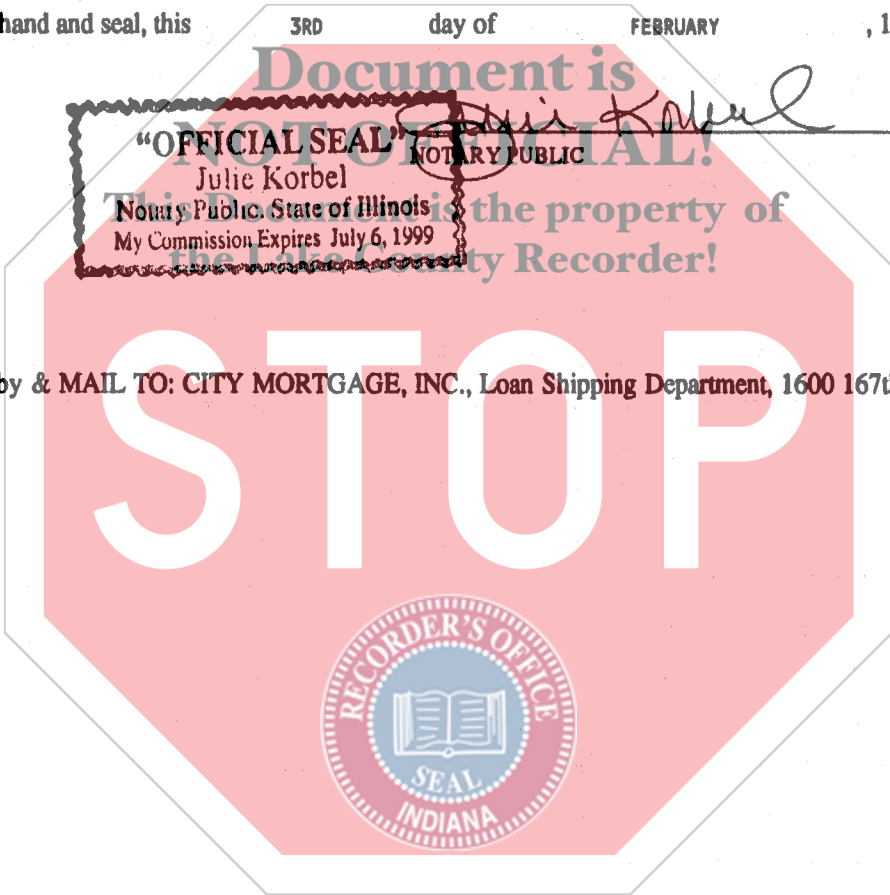 hand and seal, this 3RD day of FEBRUARY , 1
Document is
NOT OFFICIAL!
This Document is the property of
the Lake County Recorder!
"OFFICIAL SEAL"
Julie Korbel
Notary Public, State of Illinois
My Commission Expires July 6, 1999
Julie Korbel
NOTARY PUBLIC
by & MAIL TO: CITY MORTGAGE, INC., Loan Shipping Department, 1600 167t
STOP
RECORDER'S OFFICE
SEAL
INDIANA